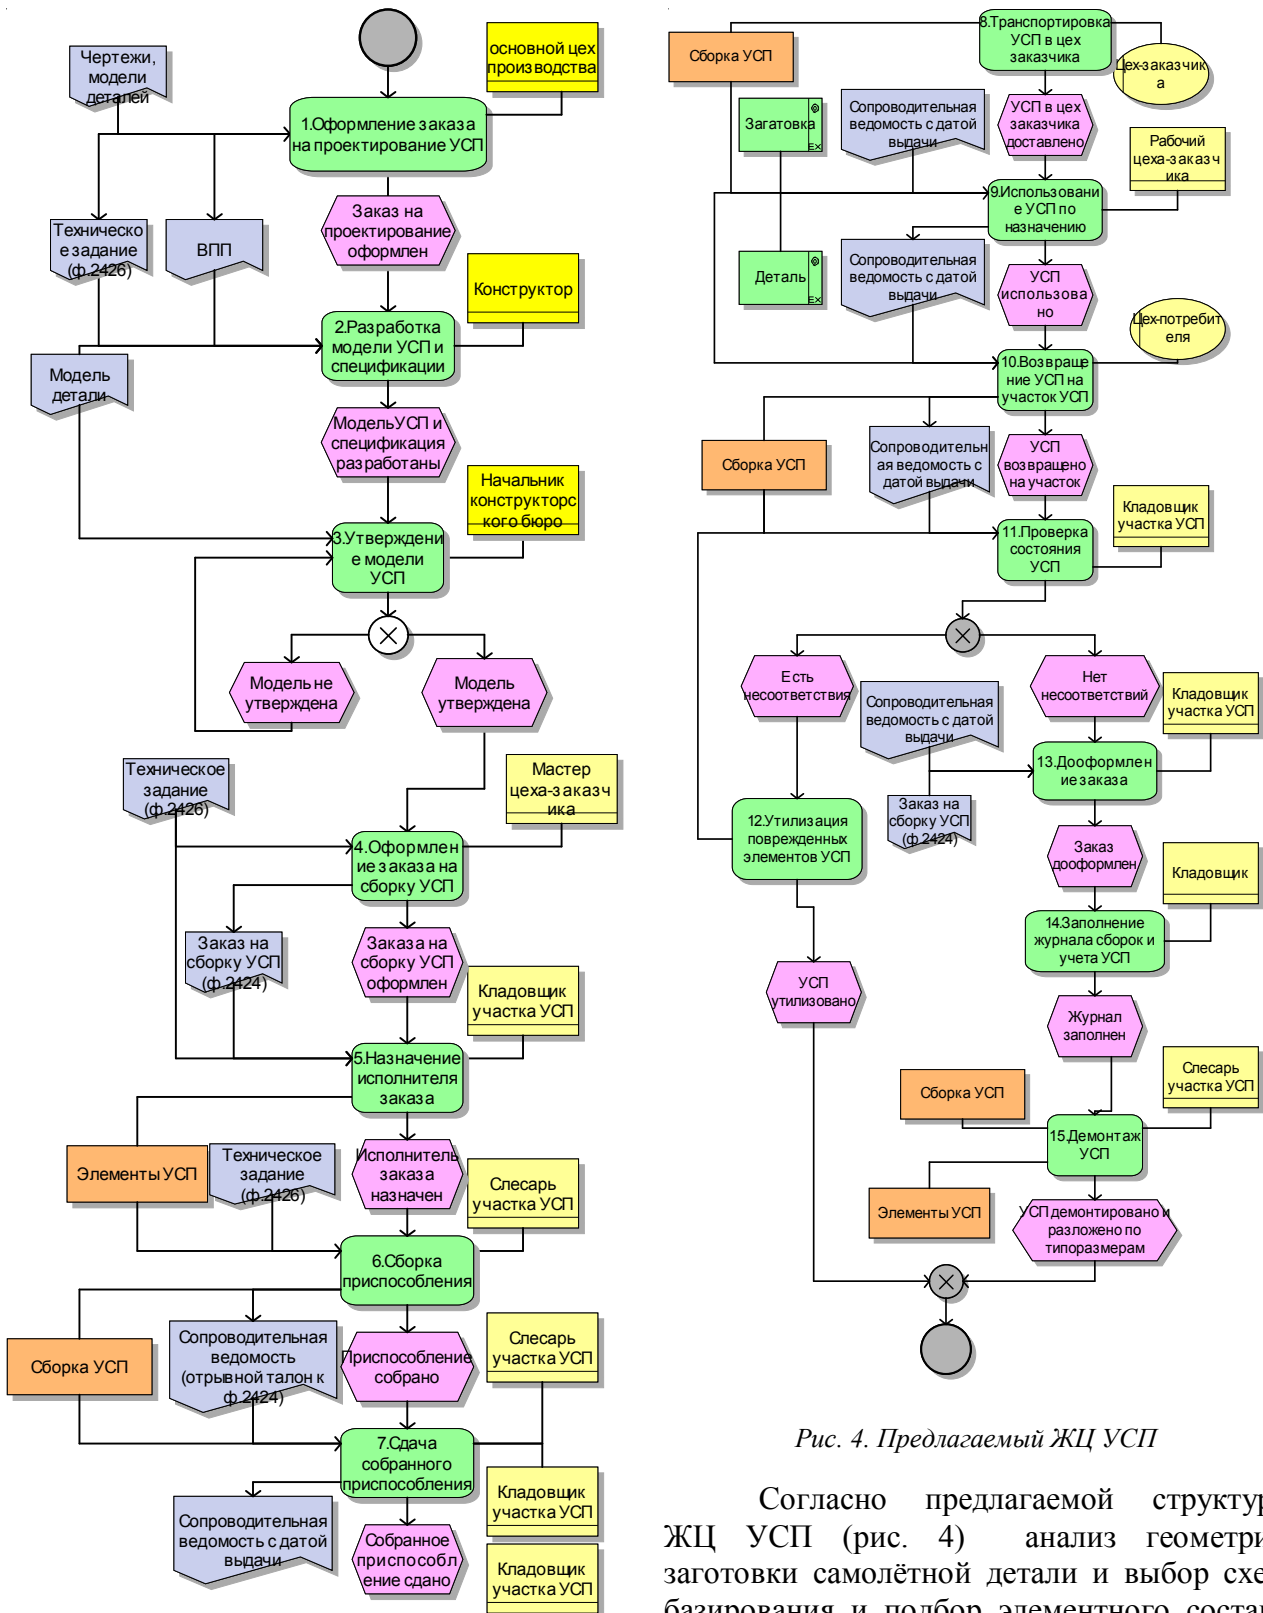 Чертежи,
модели
деталей
основной цех
производства
1.Оформление заказа
на проектирование УСП
Техническо
е задание
(ф.2426)
ВПП
Заказ на
проектирование
оформлен
Конструктор
2.Разработка
модели УСП и
спецификации
Модель
детали
Модель УСП и
спецификация
разработаны
Начальник
конструкторс
кого бюро
3.Утверждени
е модели
УСП
Модель не
утверждена
Модель
утверждена
Техническое
задание
(ф.2426)
Мастер
цеха-заказч
ика
4.Оформлен
ие заказа на
сборку УСП
Заказ на
сборку УСП
(ф.2424)
Заказа на
сборку УСП
оформлен
Кладовщик
участка УСП
5.Назначение
исполнителя
заказа
Элементы УСП
Техническое
задание
(ф.2426)
Исполнитель
заказа
назначен
Слесарь
участка УСП
6.Сборка
приспособления
Сборка УСП
Сопроводительная
ведомость
(отрывной талон к
ф.2424)
Приспособление
собрано
Слесарь
участка УСП
7.Сдача
собранного
приспособления
Кладовщик
участка УСП
Сопроводительная
ведомость с датой
выдачи
Собранное
приспособл
ение сдано
Кладовщик
участка УСП
8.Транспортировка
УСП в цех
заказчика
Сборка УСП
Цех-заказчик
а
Загатовка
EX
Сопроводительная
ведомость с датой
выдачи
УСП в цех
заказчика
доставлено
Рабочий
цеха-заказч
ика
9.Использовани
е УСП по
назначению
Деталь
EX
Сопроводительная
ведомость с датой
выдачи
УСП
использова
но
Цех-потребит
еля
10.Возвраще
ние УСП на
участок УСП
Сборка УСП
Сопроводительн
ая ведомость с
датой выдачи
УСП
возвращено
на участок
Кладовщик
участка УСП
11.Проверка
состояния
УСП
Есть
несоответствия
Нет
несоответствий
Сопроводительная
ведомость с датой
выдачи
Кладовщик
участка УСП
13.Дооформлен
ие заказа
12.Утилизация
поврежденных
элементов УСП
Заказ на
сборку УСП
(ф.2424)
Заказ
дооформлен
Кладовщик
14.Заполнение
журнала сборок и
учета УСП
УСП
утилизовано
Журнал
заполнен
Слесарь
участка УСП
Сборка УСП
15.Демонтаж
УСП
Элементы УСП
УСП демонтировано и
разложено по
типоразмерам
Рис. 4. Предлагаемый ЖЦ УСП
Согласно предлагаемой структур
ЖЦ УСП (рис. 4) анализ геометри
заготовки самолётной детали и выбор схе
базирования и подбор элементного состав